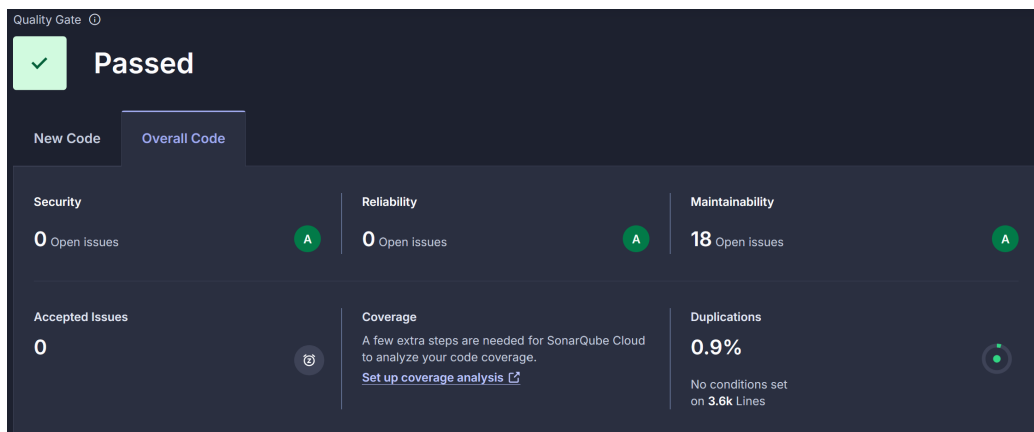 Quality Gate
Passed
New Code
Overall Code
Security
0 Open issues
A
Reliability
0 Open issues
A
Maintainability
18 Open issues
A
Accepted Issues
0
Coverage
A few extra steps are needed for SonarQube Cloud
to analyze your code coverage.
Set up coverage analysis
Duplications
0.9%
No conditions set
on 3.6k Lines